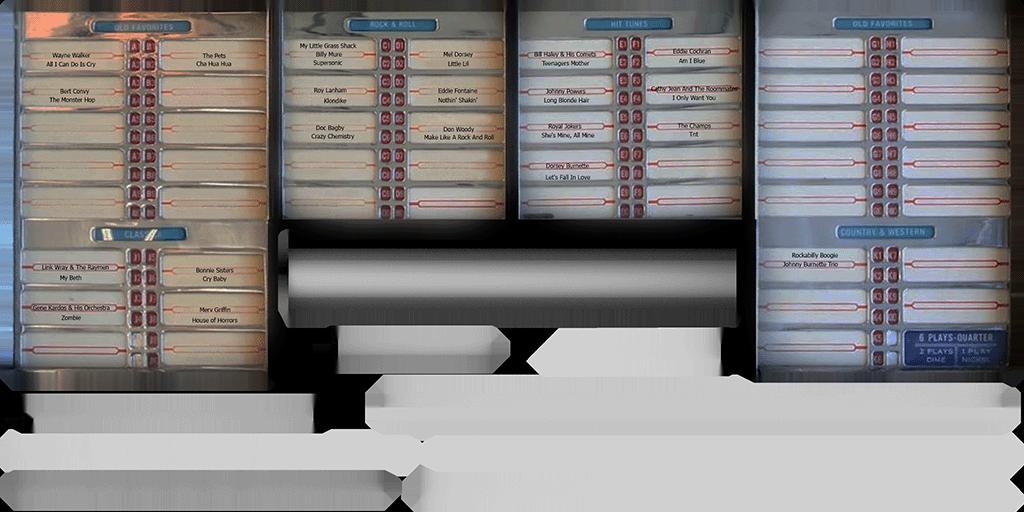 OLD FAVORITES
Wayne Walker
All I Can Do Is Cry
The Pets
Cha Hua Hua
Bert Convy
The Monster Hop
CLASS
Link Wray & The Raymen
My Beth
Bonnie Sisters
Cry Baby
Gene Kardos & His Orchestra
Zombie
Merv Griffin
House of Horrors
ROCK & ROLL
My Little Grass Shack
Billy Mure
Supersonic
Mel Dorsey
Little Lil
Roy Lanham
Klondike
Eddie Fontaine
Nothin' Shakin'
Doc Bagby
Crazy Chemistry
Don Woody
Make Like A Rock And Roll
HIT TUNES
Bill Haley & His Comets
Teenagers Mother
Eddie Cochran
Am I Blue
Johnny Powers
Long Blonde Hair
Cathy Jean And The Roommates
I Only Want You
Royal Jokers
She's Mine, All Mine
The Champs
Tnt
Dorsey Burnette
Let's Fall In Love
OLD FAVORITES
COUNTRY & WESTERN
Rockabilly Boogie
Johnny Burnette Trio
6 PLAYS-QUARTER
2 PLAYS DIME
1 PLAY NICKEL